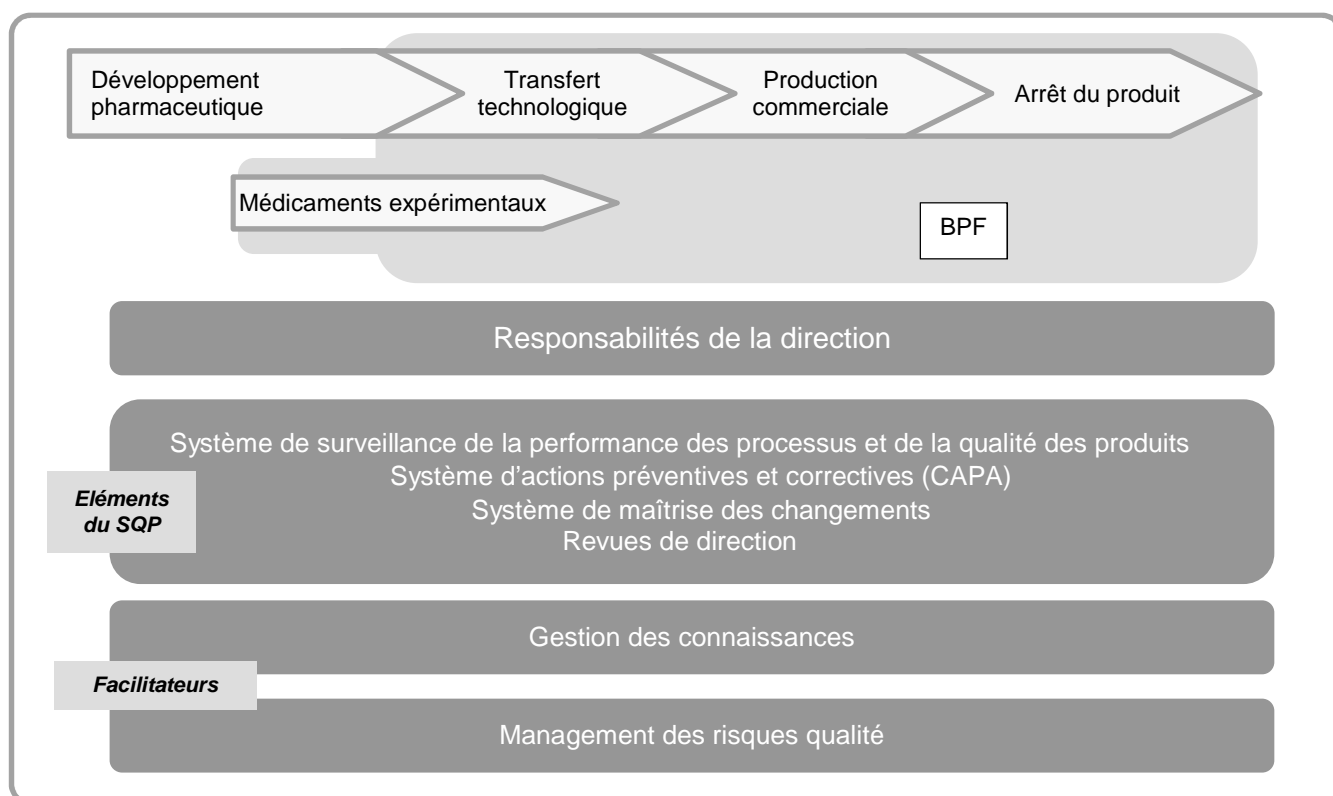 Développement
pharmaceutique
Transfert
technologique
Production
commerciale
Arrêt du produit
Médicaments expérimentaux
BPF
Responsabilités de la direction
Système de surveillance de la performance des processus et de la qualité des produits
Système d’actions préventives et correctives (CAPA)
Système de maîtrise des changements
Revues de direction
Eléments
du SQP
Gestion des connaissances
Facilitateurs
Management des risques qualité